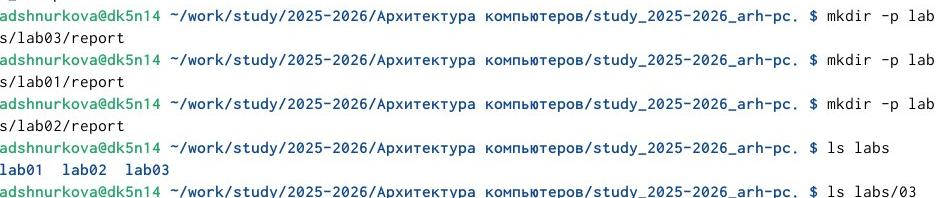 adshnurkova@dk5n14 ~/work/study/2025-2026/Архитектура компьютеров/study_2025-2026_arh-pc. $ mkdir -p lab
s/lab03/report
adshnurkova@dk5n14 ~/work/study/2025-2026/Архитектура компьютеров/study_2025-2026_arh-pc. $ mkdir -p lab
s/lab01/report
adshnurkova@dk5n14 ~/work/study/2025-2026/Архитектура компьютеров/study_2025-2026_arh-pc. $ mkdir -p lab
s/lab02/report
adshnurkova@dk5n14 ~/work/study/2025-2026/Архитектура компьютеров/study_2025-2026_arh-pc. $ ls labs
lab01  lab02  lab03
adshnurkova@dk5n14 ~/work/study/2025-2026/Архитектура компьютеров/study_2025-2026_arh-pc. $ ls labs/03